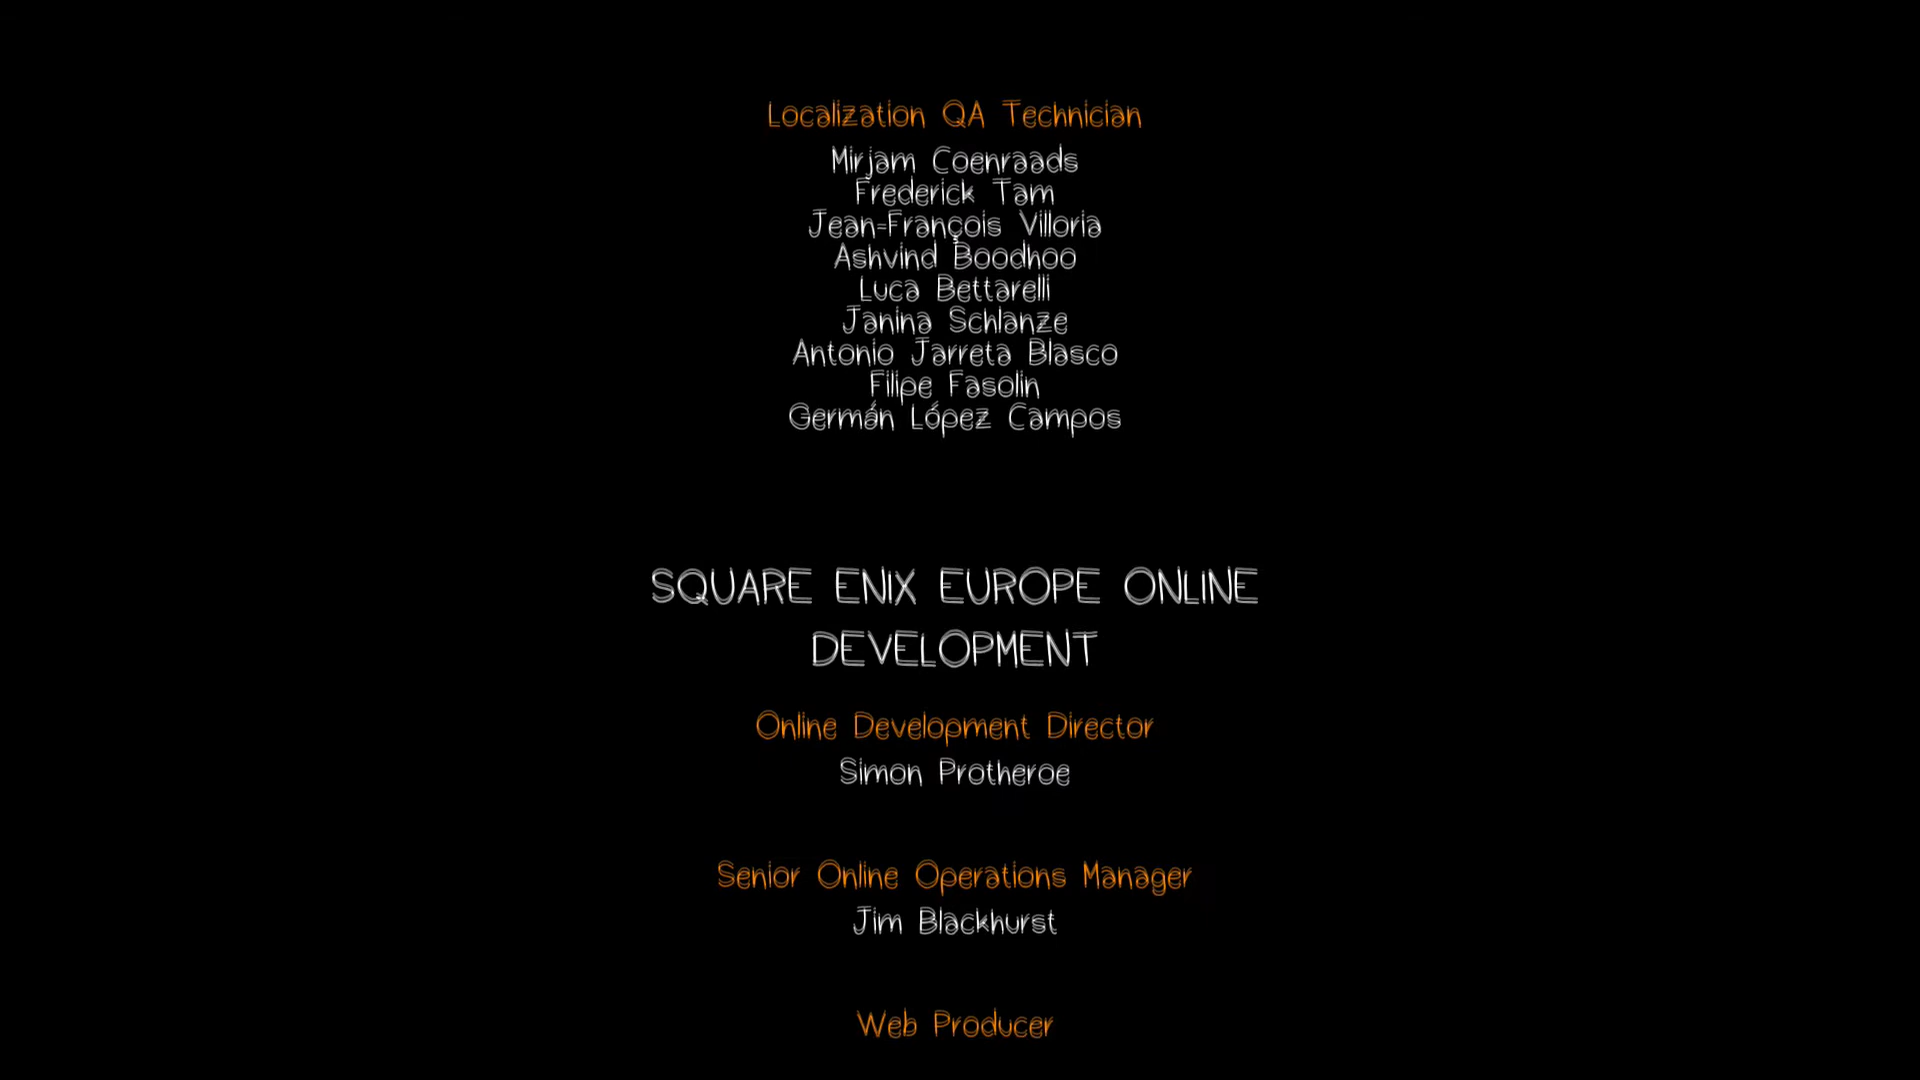 Localization QA Technician
Mirjam Coenraads
Frederick Tam
Jean-François Villoria
Ashvind Boodhoo
Luca Bettarelli
Janina Schlanze
Antonio Jarreta Blasco
Filipe Fasolin
Germán López Campos
SQUARE ENIX EUROPE ONLINE
DEVELOPMENT
Online Development Director
Simon Protheroe
Senior Online Operations Manager
Jim Blackhurst
Web Producer